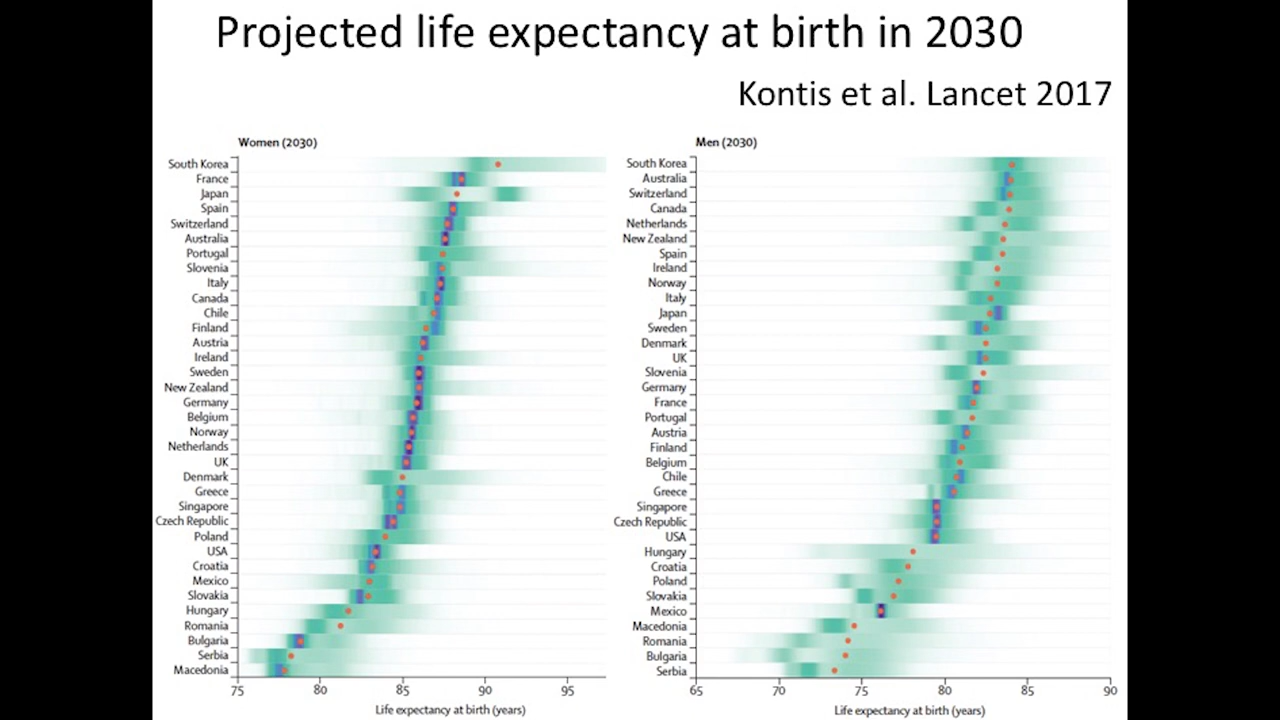 Projected life expectancy at birth in 2030
Kontis et al. Lancet 2017
Women (2030)
South Korea
France
Japan
Spain
Switzerland
Australia
Portugal
Slovenia
Italy
Canada
Chile
Finland
Austria
Ireland
Sweden
New Zealand
Germany
Belgium
Norway
Netherlands
UK
Denmark
Greece
Singapore
Czech Republic
Poland
USA
Croatia
Mexico
Slovakia
Hungary
Romania
Bulgaria
Serbia
Macedonia
75 80 85 90 95
Life expectancy at birth (years)
Men (2030)
South Korea
Australia
Switzerland
Canada
Netherlands
New Zealand
Spain
Ireland
Norway
Italy
Japan
Sweden
Denmark
UK
Slovenia
Germany
France
Portugal
Austria
Finland
Belgium
Chile
Greece
Singapore
Czech Republic
USA
Hungary
Croatia
Poland
Slovakia
Mexico
Macedonia
Romania
Bulgaria
Serbia
65 70 75 80 85 90
Life expectancy at birth (years)